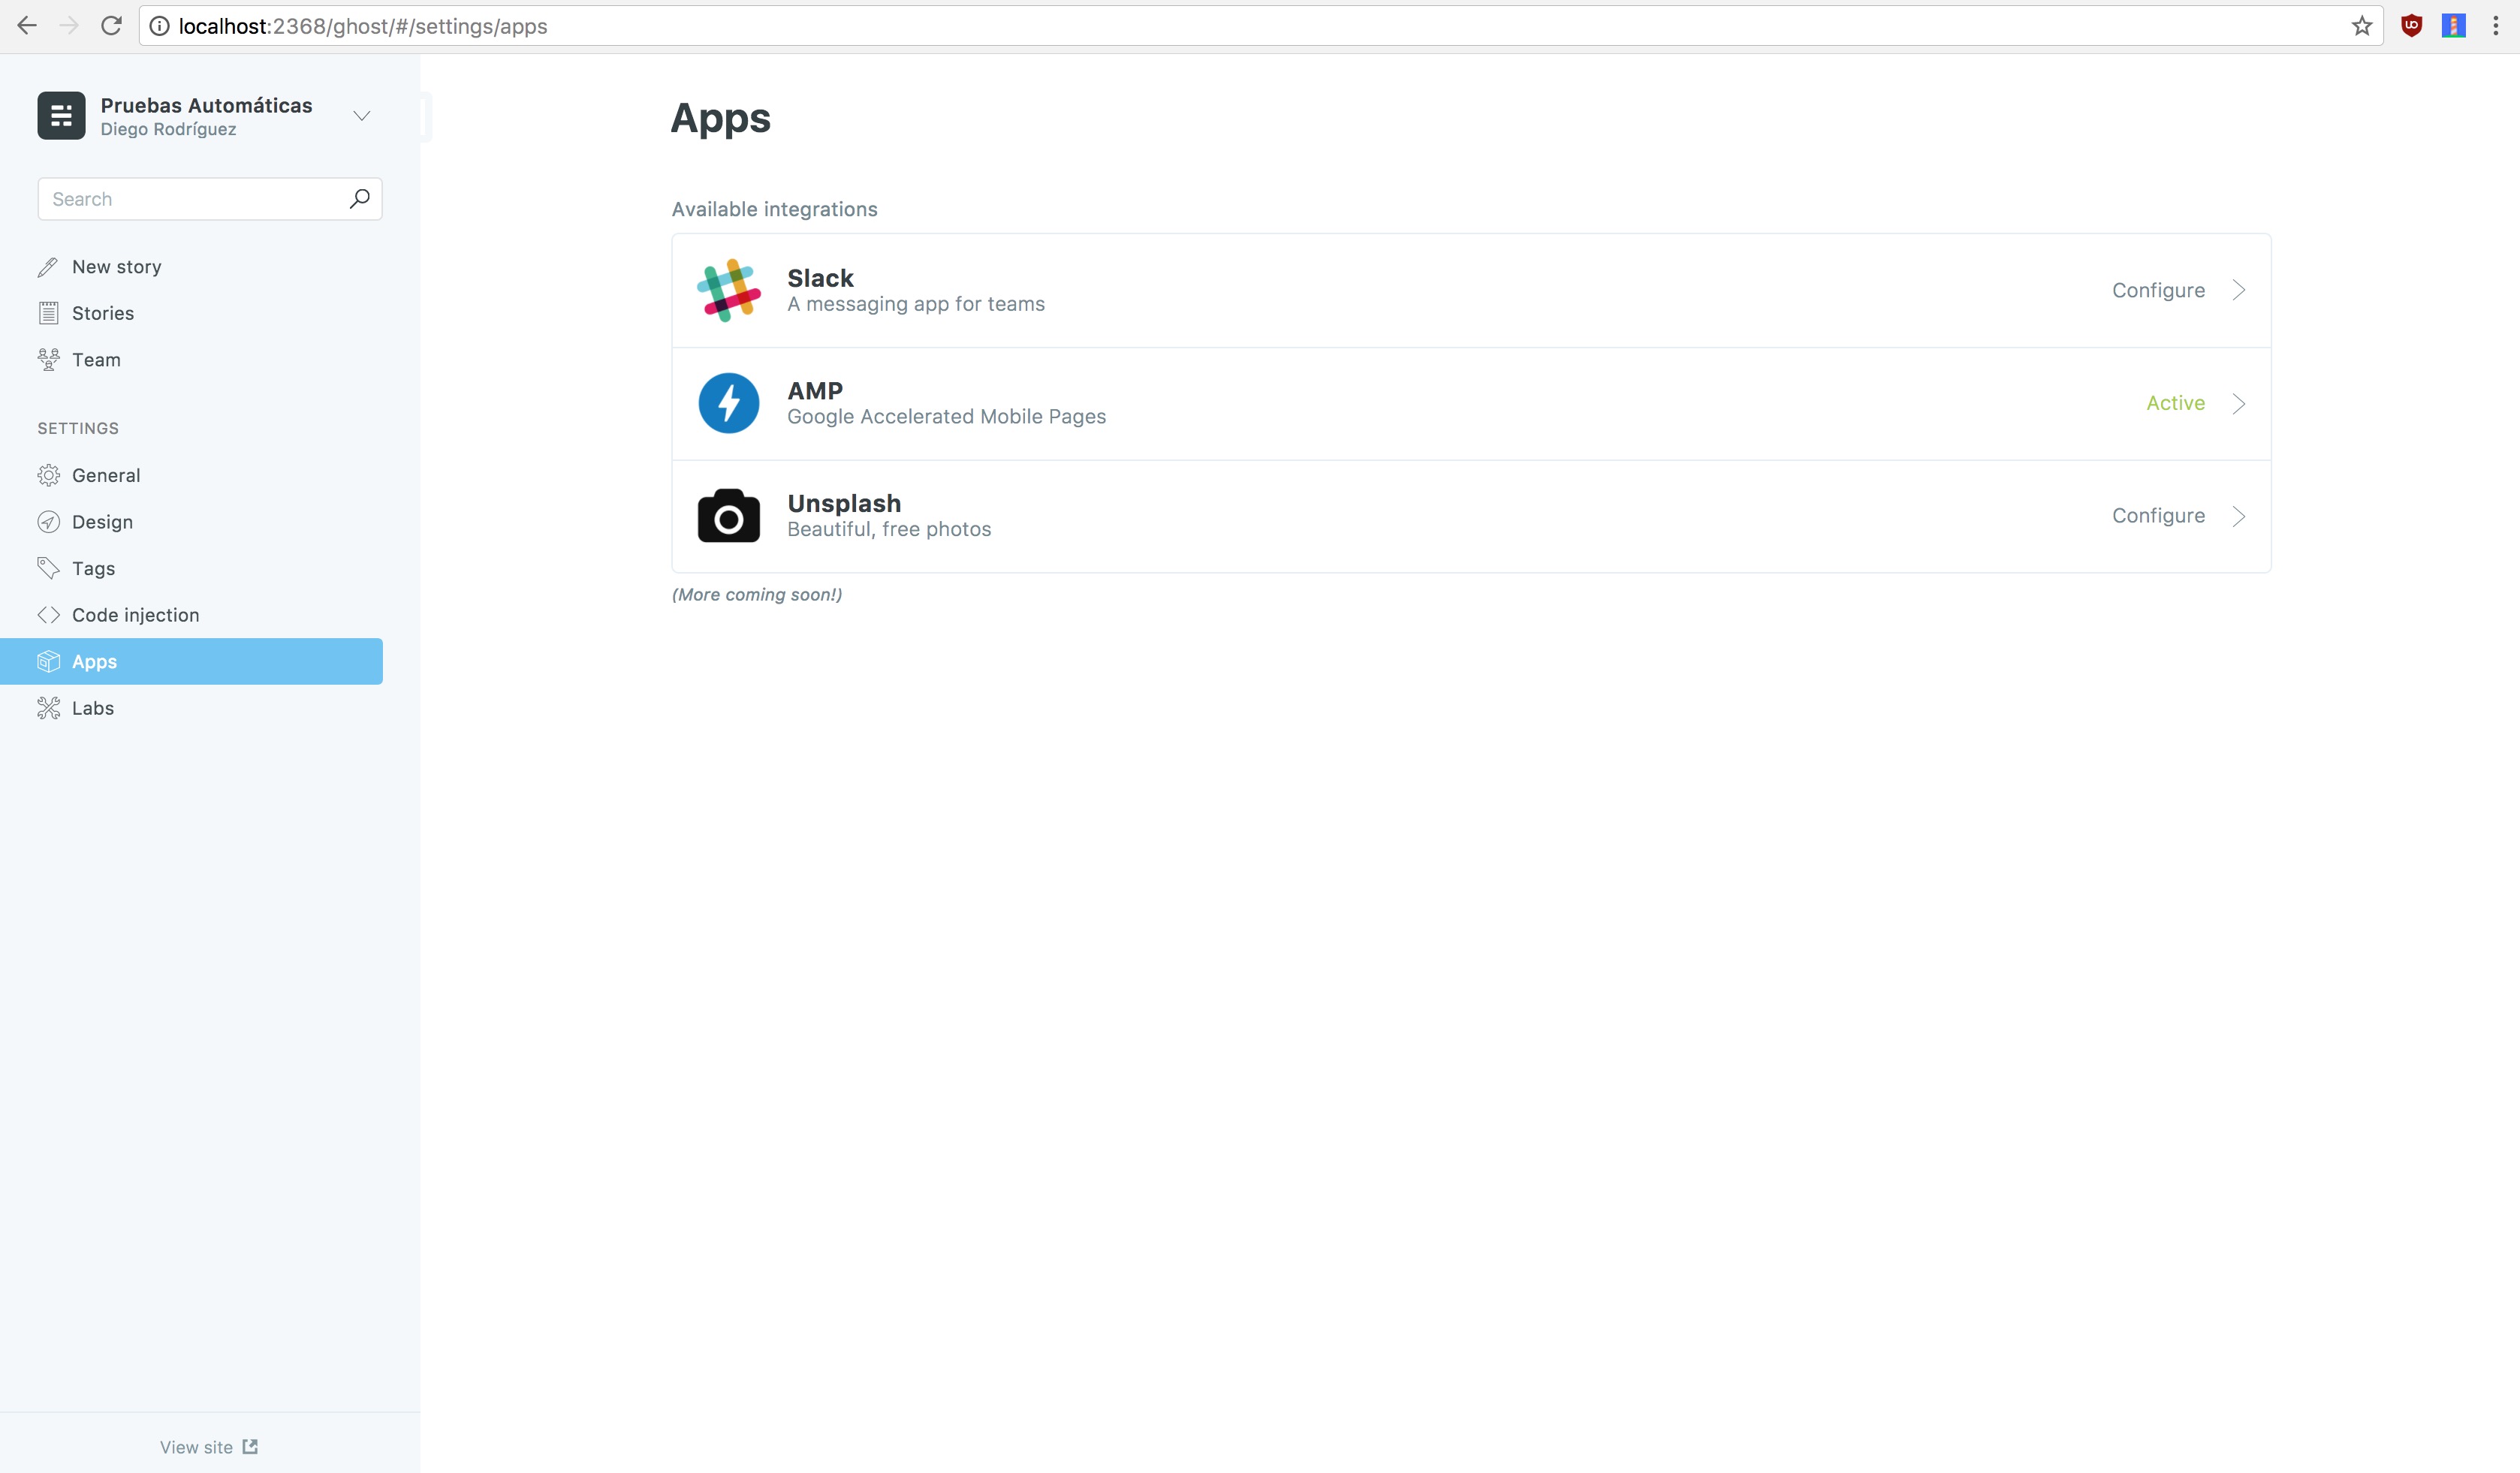 localhost:2368/ghost/#/settings/apps
Pruebas Automáticas
Diego Rodríguez
Search
New story
Stories
Team
SETTINGS
General
Design
Tags
Code injection
Apps
Labs
View site
Apps
Available integrations
Slack
A messaging app for teams
Configure
AMP
Google Accelerated Mobile Pages
Active
Unsplash
Beautiful, free photos
Configure
(More coming soon!)